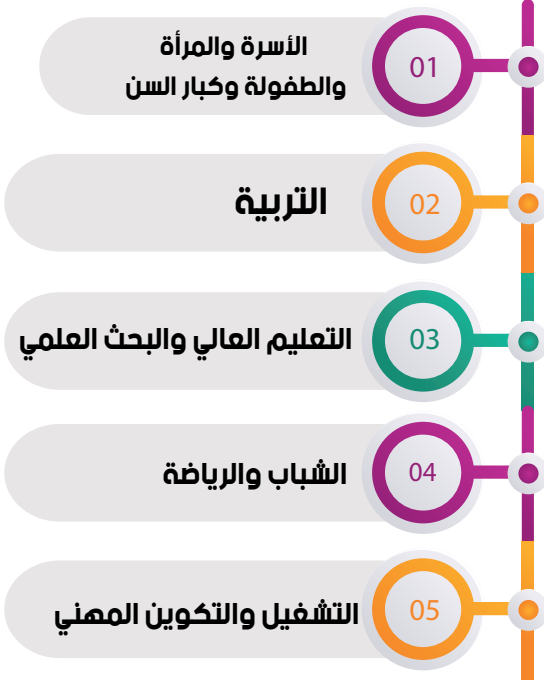 01
الأسرة والمرأة
والطفولة وكبار السن
02
التربية
03
التعليم العالي والبحث العلمي
04
الشباب والرياضة
05
التشغيل والتكوين المهني